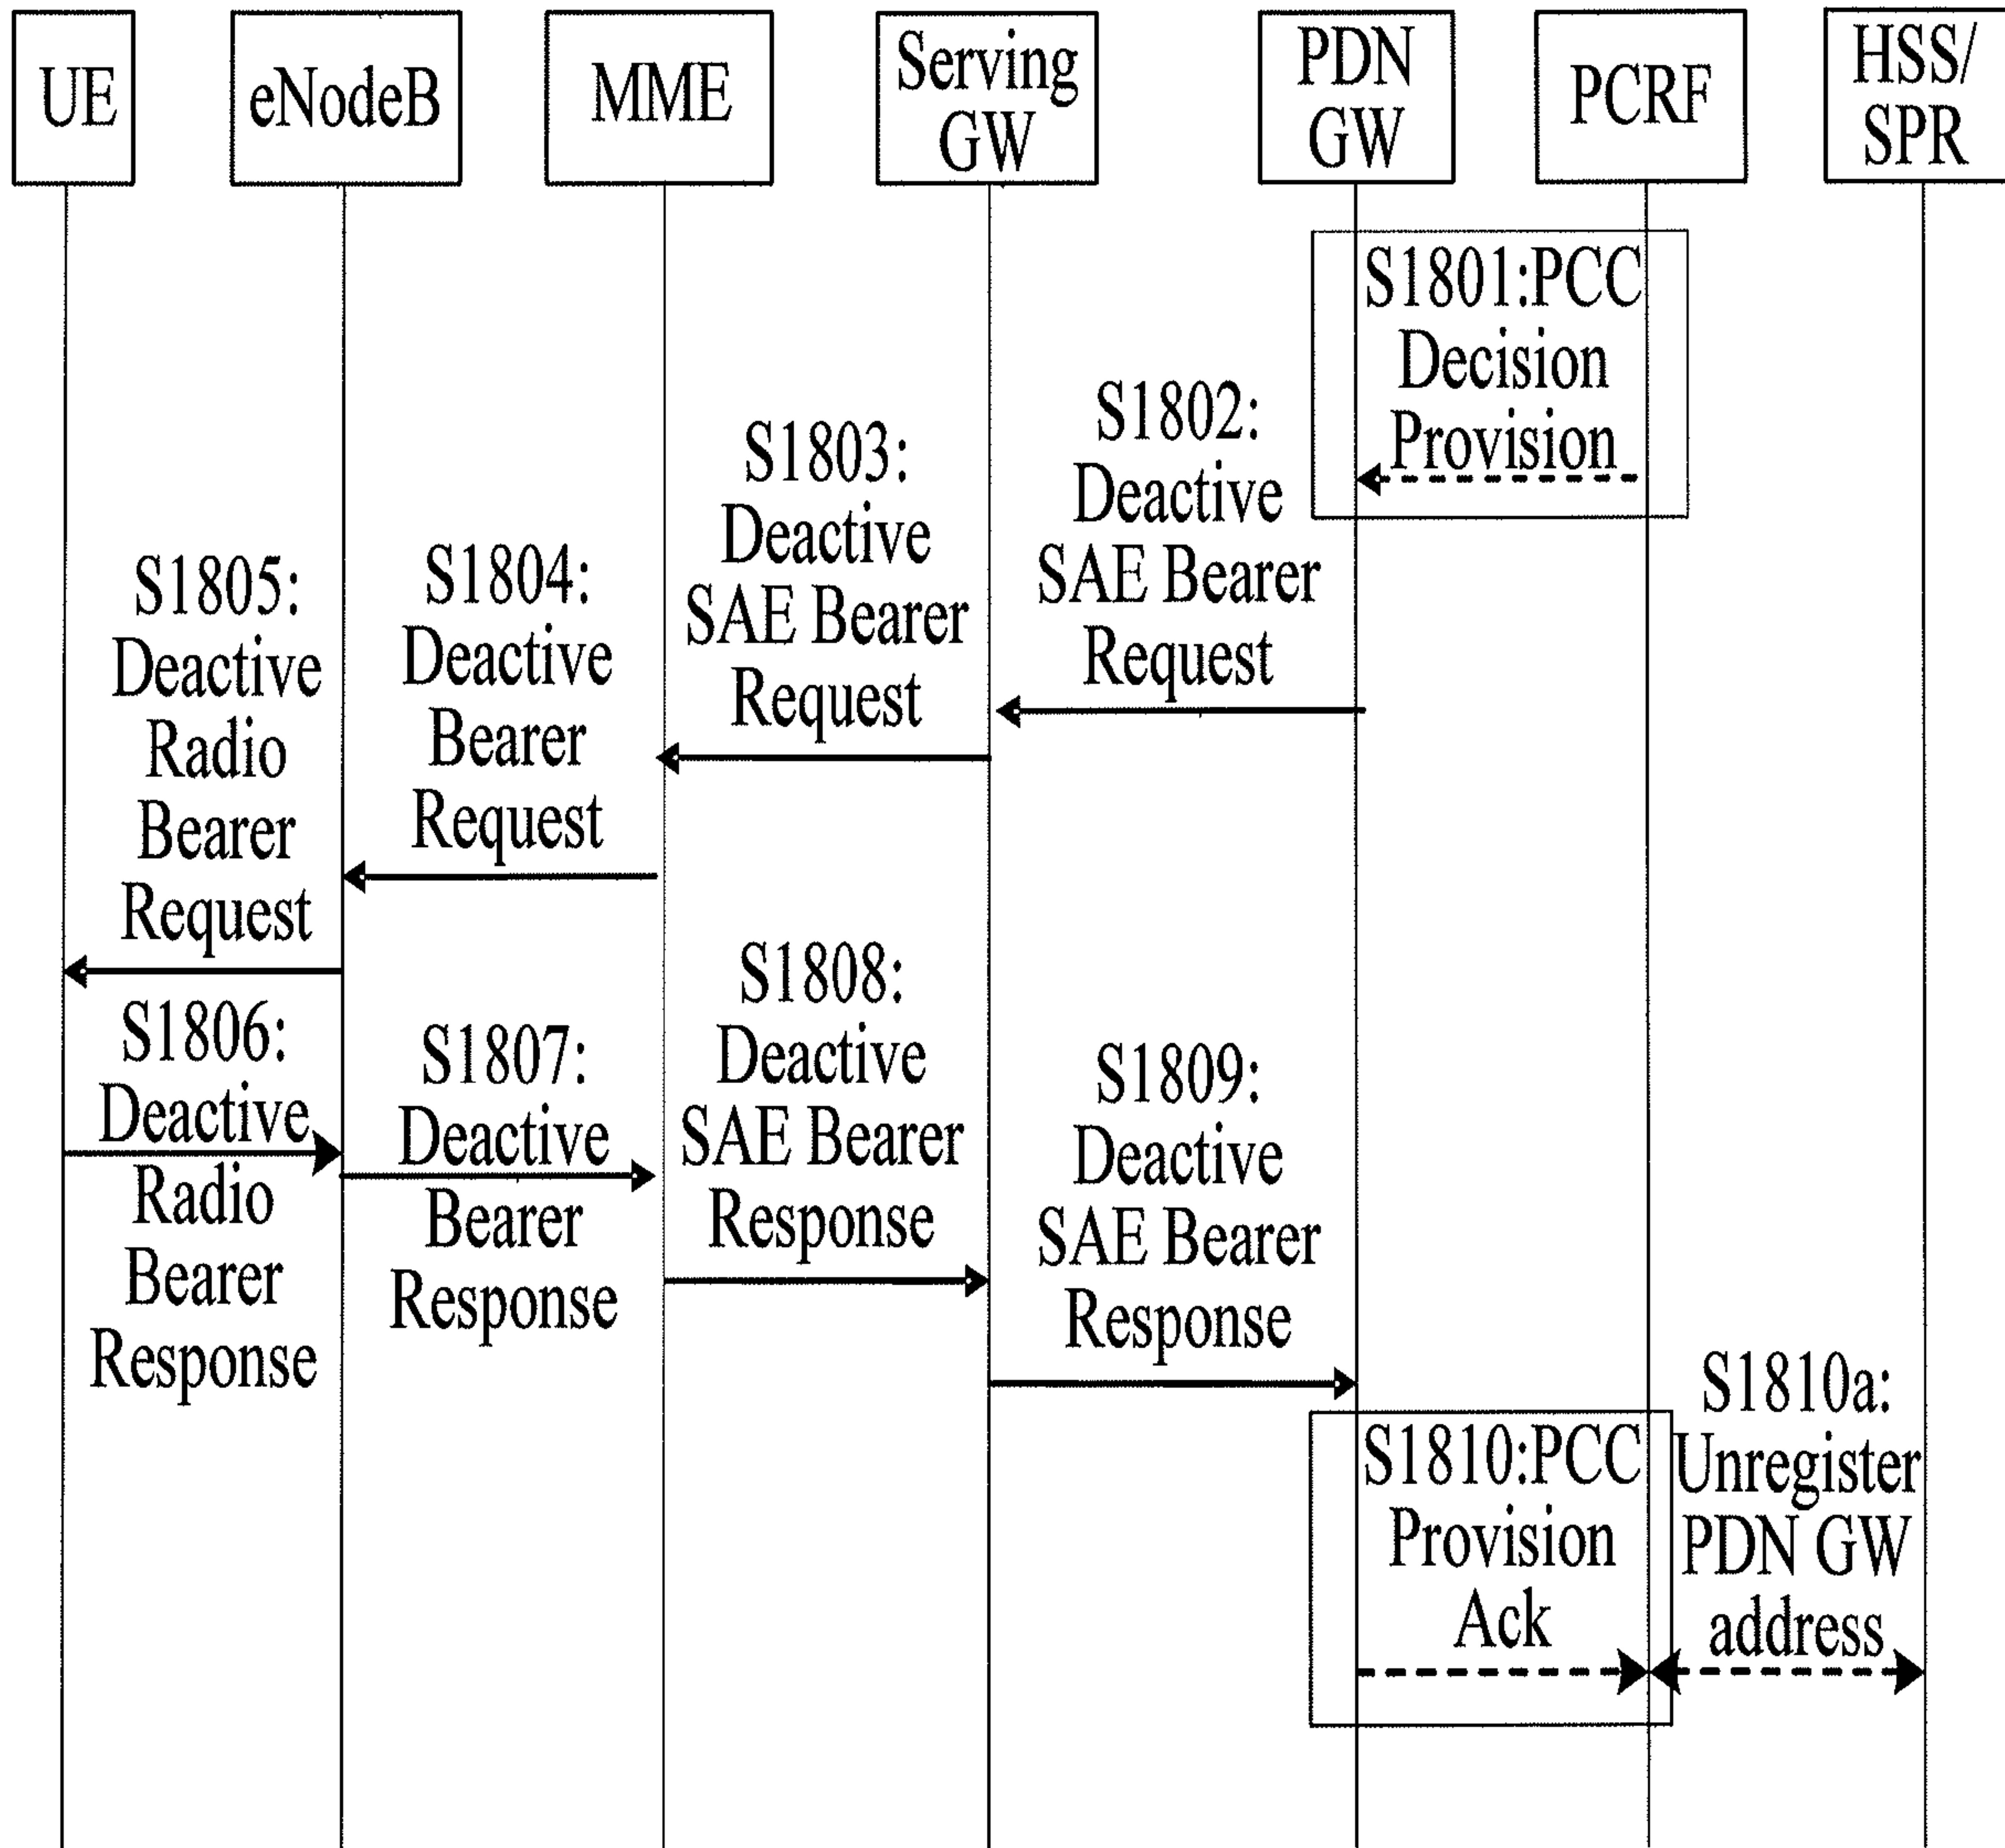 UE
eNodeB
MME
Serving
GW
PDN
GW
PCRF
HSS/
SPR
S1801:PCC
Decision
Provision
S1802:
Deactive
SAE Bearer
Request
S1803:
Deactive
SAE Bearer
Request
S1804:
Deactive
Bearer
Request
S1805:
Deactive
Radio
Bearer
Request
S1806:
Deactive
Radio
Bearer
Response
S1807:
Deactive
Bearer
Response
S1808:
Deactive
SAE Bearer
Response
S1809:
Deactive
SAE Bearer
Response
S1810:PCC
Provision
Ack
S1810a:
Unregister
PDN GW
address